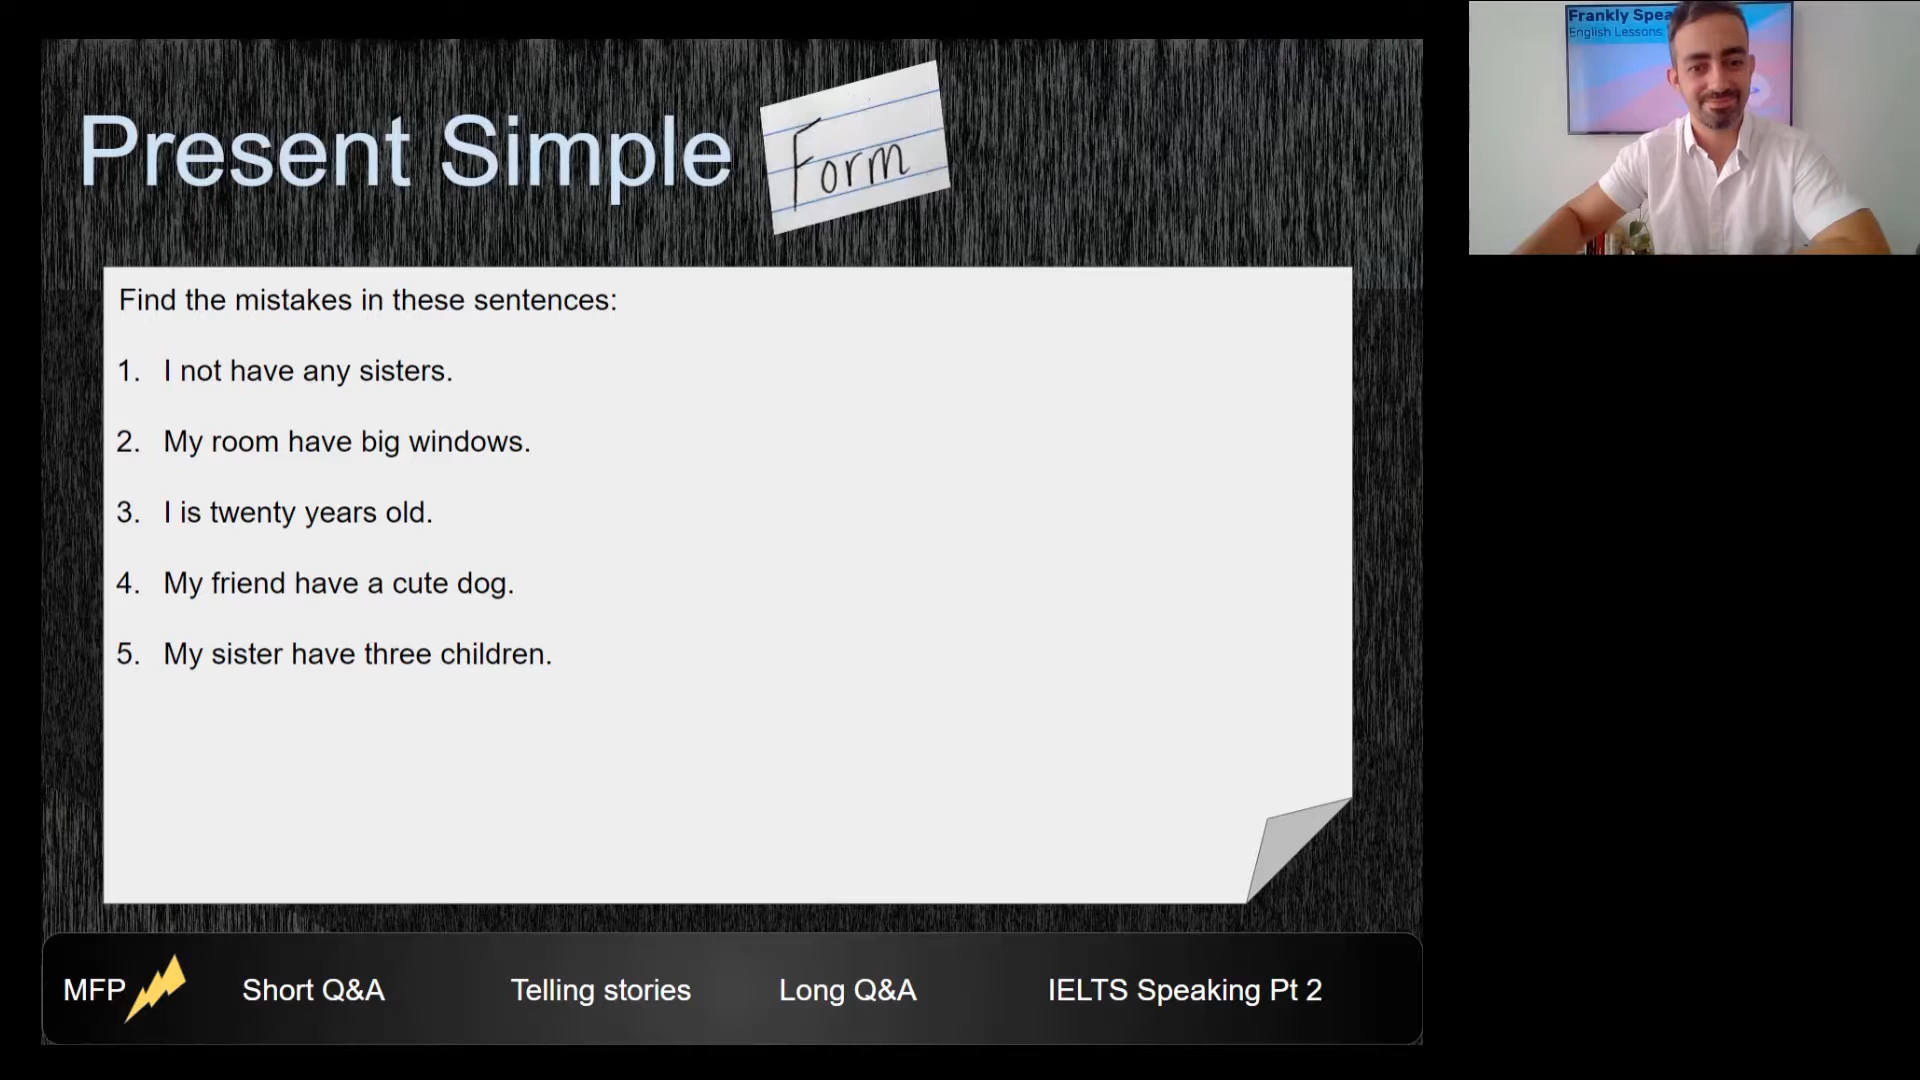 Present Simple
Form
Frankly Spea
English Lessons
Find the mistakes in these sentences:
1. I not have any sisters.
2. My room have big windows.
3. I is twenty years old.
4. My friend have a cute dog.
5. My sister have three children.
MFP
Short Q&A
Telling stories
Long Q&A
IELTS Speaking Pt 2